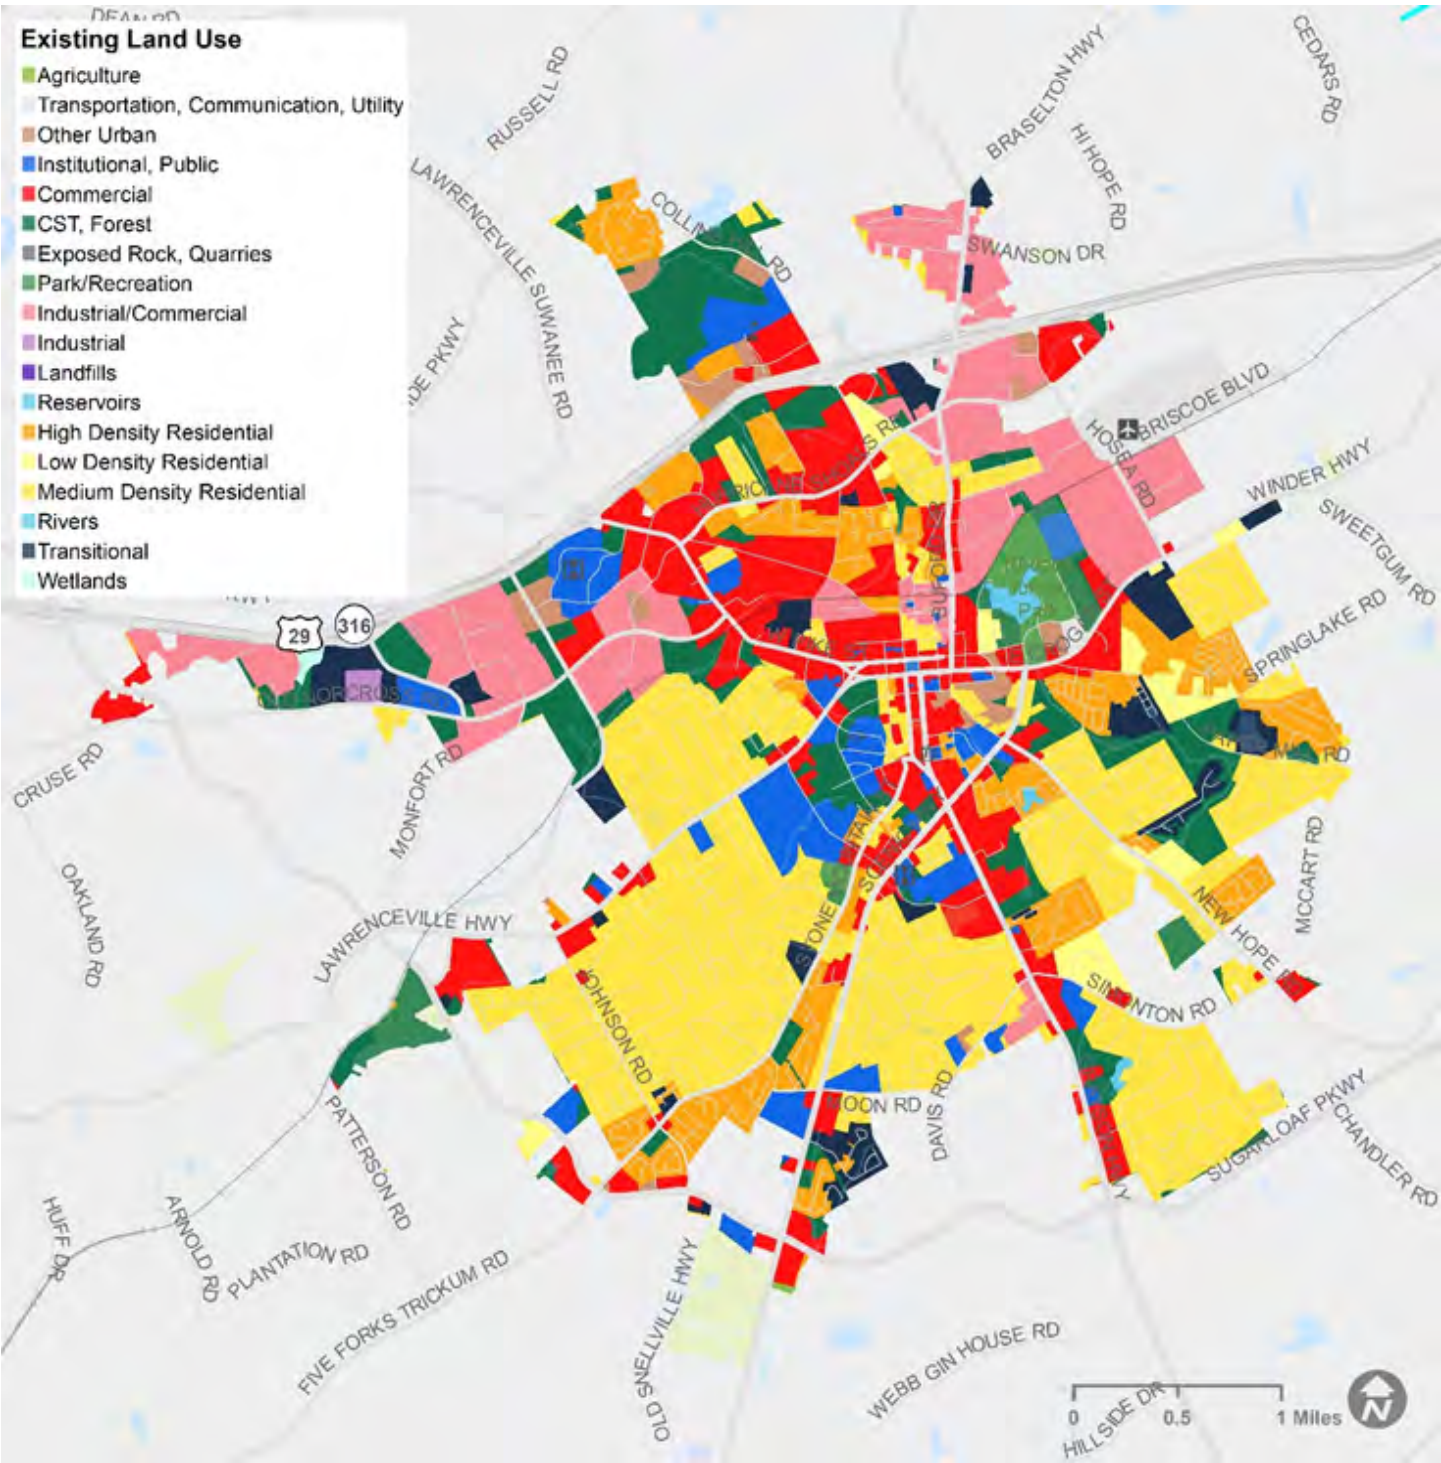 DEAN RD
Existing Land Use
Agriculture
Transportation, Communication, Utility
Other Urban
Institutional, Public
Commercial
CST, Forest
Exposed Rock, Quarries
Park/Recreation
Industrial/Commercial
Industrial
Landfills
Reservoirs
High Density Residential
Low Density Residential
Medium Density Residential
Rivers
Transitional
Wetlands
RUSSELL RD
BRASELTON HWY
CEDARS RD
HI HOPE RD
LAWRENCEVILLE SUWANEE RD
SWANSON DR
HOSEA RD
BRISCOE BLVD
WINDER HWY
SWEETGUM RD
SPRINGLAKE RD
29
316
CRUSE RD
MONFORT RD
OAKLAND RD
LAWRENCEVILLE HWY
JOHNSON RD
STONE
NEW HOPE
MCCART RD
SIMONTON RD
MOON RD
DAVIS RD
SUGARLOAF PKWY
CHANDLER RD
PATTERSON RD
HUFF DR
ARNOLD RD
PLANTATION RD
FIVE FORKS TRICKUM RD
OLD SNELLVILLE HWY
WEBB GIN HOUSE RD
HILLSIDE DR
0 0.5 1 Miles
N